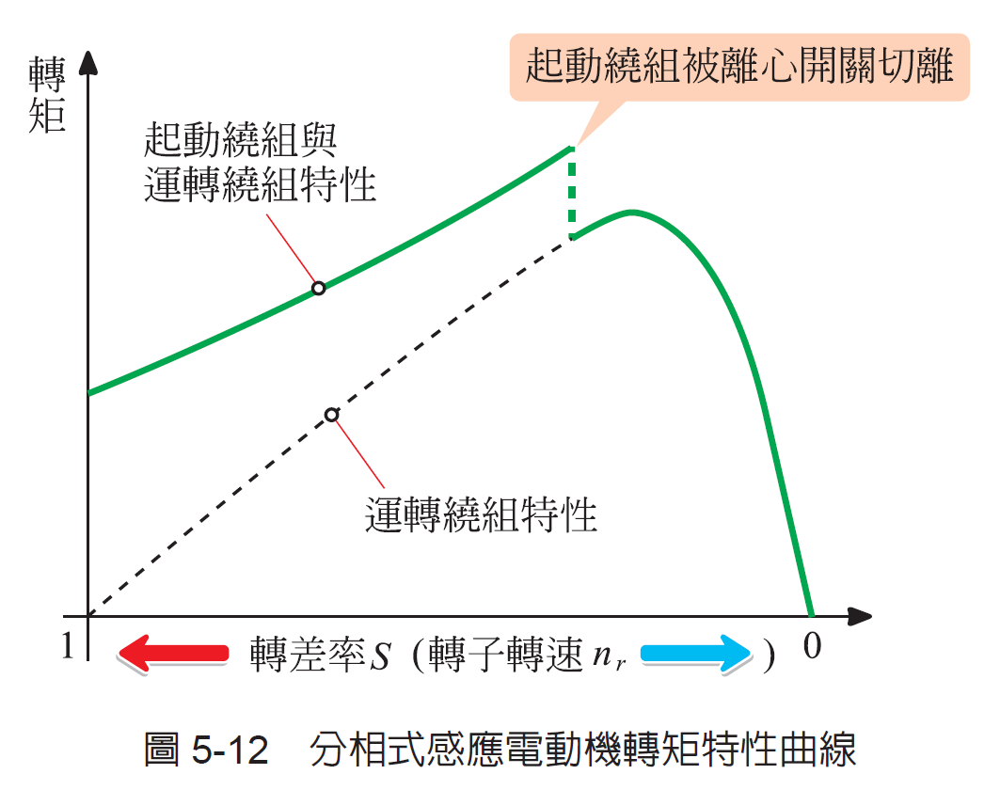 轉
矩
起動繞組被離心開關切離
起動繞組與
運轉繞組特性
運轉繞組特性
1
轉差率S（轉子轉速 nr ）
0
圖 5-12 分相式感應電動機轉矩特性曲線